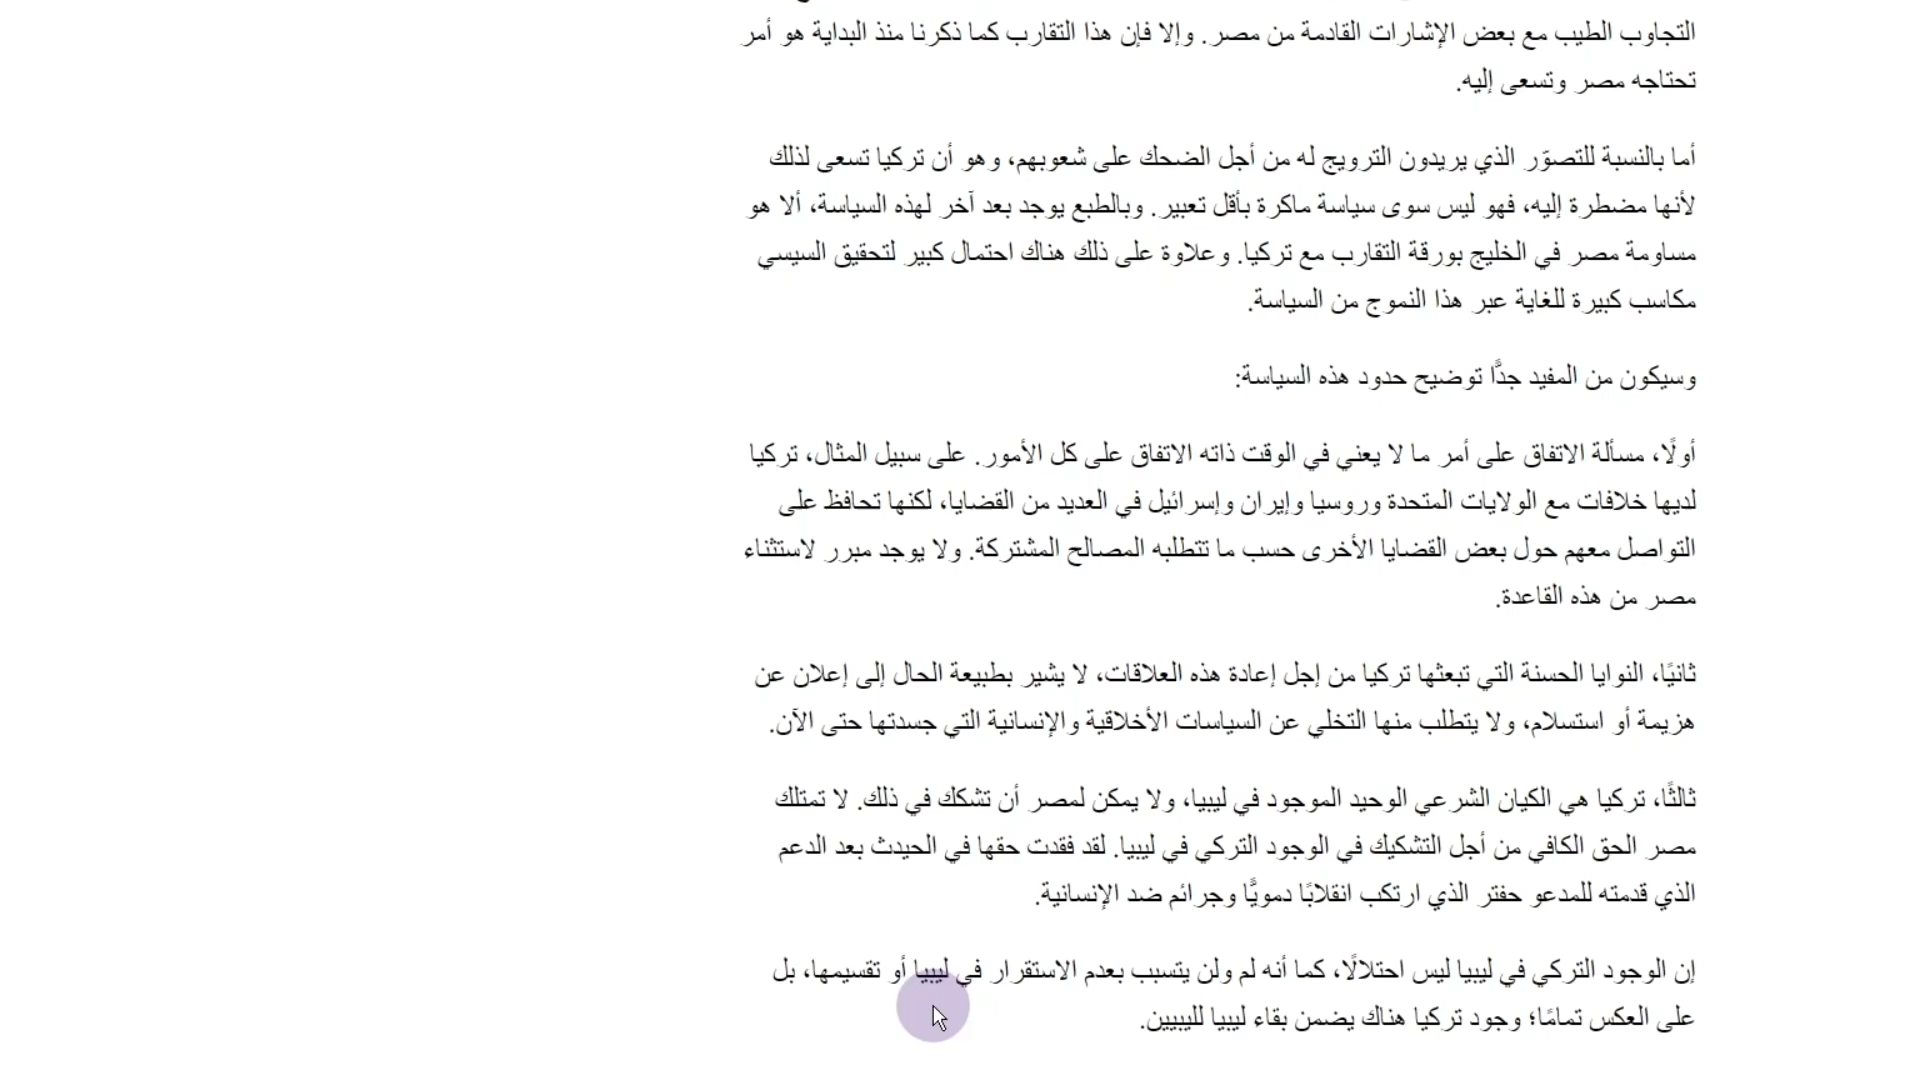 التجاوب الطيب مع بعض الإشارات القادمة من مصر. وإلا فإن هذا التقارب كما ذكرنا منذ البداية هو أمر
تحتاجه مصر وتسعى إليه.
أما بالنسبة للتصوّر الذي يريدون الترويج له من أجل الضحك على شعوبهم، وهو أن تركيا تسعى لذلك
لأنها مضطرة إليه، فهو ليس سوى سياسة ماكرة بأقل تعبير. وبالطبع يوجد بعد آخر لهذه السياسة، ألا هو
مساومة مصر في الخليج بورقة التقارب مع تركيا. وعلاوة على ذلك هناك احتمال كبير لتحقيق السيسي
مكاسب كبيرة للغاية عبر هذا النموج من السياسة.
وسيكون من المفيد جدًّا توضيح حدود هذه السياسة:
أولًا، مسألة الاتفاق على أمر ما لا يعني في الوقت ذاته الاتفاق على كل الأمور. على سبيل المثال، تركيا
لديها خلافات مع الولايات المتحدة وروسيا وإيران وإسرائيل في العديد من القضايا، لكنها تحافظ على
التواصل معهم حول بعض القضايا الأخرى حسب ما تتطلبه المصالح المشتركة. ولا يوجد مبرر لاستثناء
مصر من هذه القاعدة.
ثانيًا، النوايا الحسنة التي تبعثها تركيا من إجل إعادة هذه العلاقات، لا يشير بطبيعة الحال إلى إعلان عن
هزيمة أو استسلام، ولا يتطلب منها التخلي عن السياسات الأخلاقية والإنسانية التي جسدتها حتى الآن.
ثالثًا، تركيا هي الكيان الشرعي الوحيد الموجود في ليبيا، ولا يمكن لمصر أن تشكك في ذلك. لا تمتلك
مصر الحق الكافي من أجل التشكيك في الوجود التركي في ليبيا. لقد فقدت حقها في الحيدث بعد الدعم
الذي قدمته للمدعو حفتر الذي ارتكب انقلابًا دمويًّا وجرائم ضد الإنسانية.
إن الوجود التركي في ليبيا ليس احتلالًا، كما أنه لم ولن يتسبب بعدم الاستقرار في ليبيا أو تقسيمها، بل
على العكس تمامًا؛ وجود تركيا هناك يضمن بقاء ليبيا لليبيين.